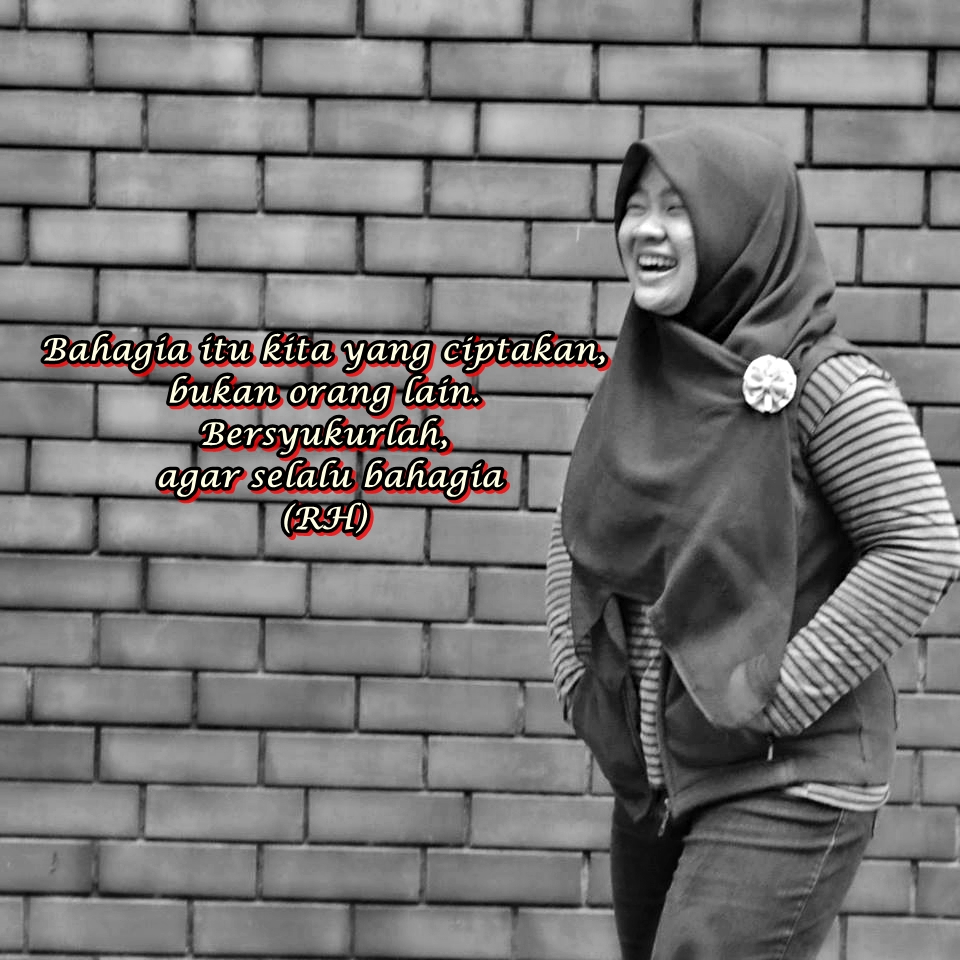 Bahagia itu kita yang ciptakan,
bukan orang lain.
Bersyukurlah,
agar selalu bahagia
(RH)